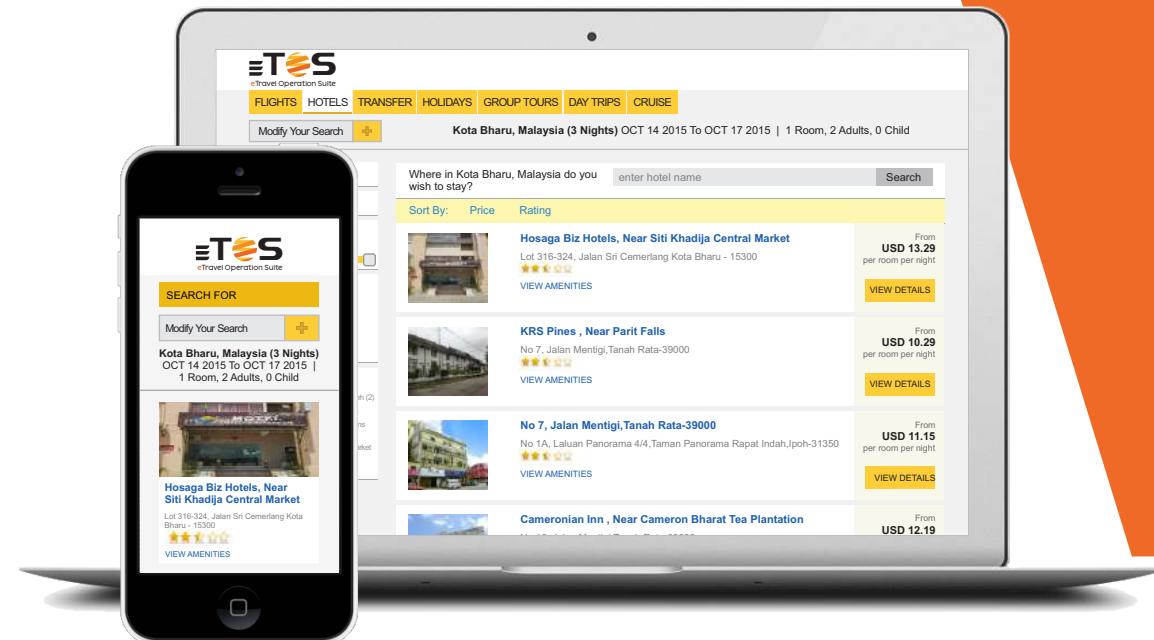 eTOS
eTravel Operation Suite
FLIGHTS HOTELS TRANSFER HOLIDAYS GROUP TOURS DAY TRIPS CRUISE
Modify Your Search
Kota Bharu, Malaysia (3 Nights) OCT 14 2015 To OCT 17 2015 | 1 Room, 2 Adults, 0 Child
Where in Kota Bharu, Malaysia do you
wish to stay?
enter hotel name
Search
Sort By: Price Rating
Hosaga Biz Hotels, Near Siti Khadija Central Market
Lot 316-324, Jalan Sri Cemerlang Kota Bharu - 15300
VIEW AMENITIES
From
USD 13.29
per room per night
VIEW DETAILS
KRS Pines , Near Parit Falls
No 7, Jalan Mentigi,Tanah Rata-39000
VIEW AMENITIES
From
USD 10.29
per room per night
VIEW DETAILS
No 7, Jalan Mentigi,Tanah Rata-39000
No 1A, Laluan Panorama 4/4,Taman Panorama Rapat Indah,Ipoh-31350
VIEW AMENITIES
From
USD 11.15
per room per night
VIEW DETAILS
Cameronian Inn , Near Cameron Bharat Tea Plantation
From
USD 12.19
(2)
eTOS
eTravel Operation Suite
SEARCH FOR
Modify Your Search
Kota Bharu, Malaysia (3 Nights)
OCT 14 2015 To OCT 17 2015 |
1 Room, 2 Adults, 0 Child
Hosaga Biz Hotels, Near
Siti Khadija Central Market
Lot 316-324, Jalan Sri Cemerlang Kota
Bharu - 15300
VIEW AMENITIES